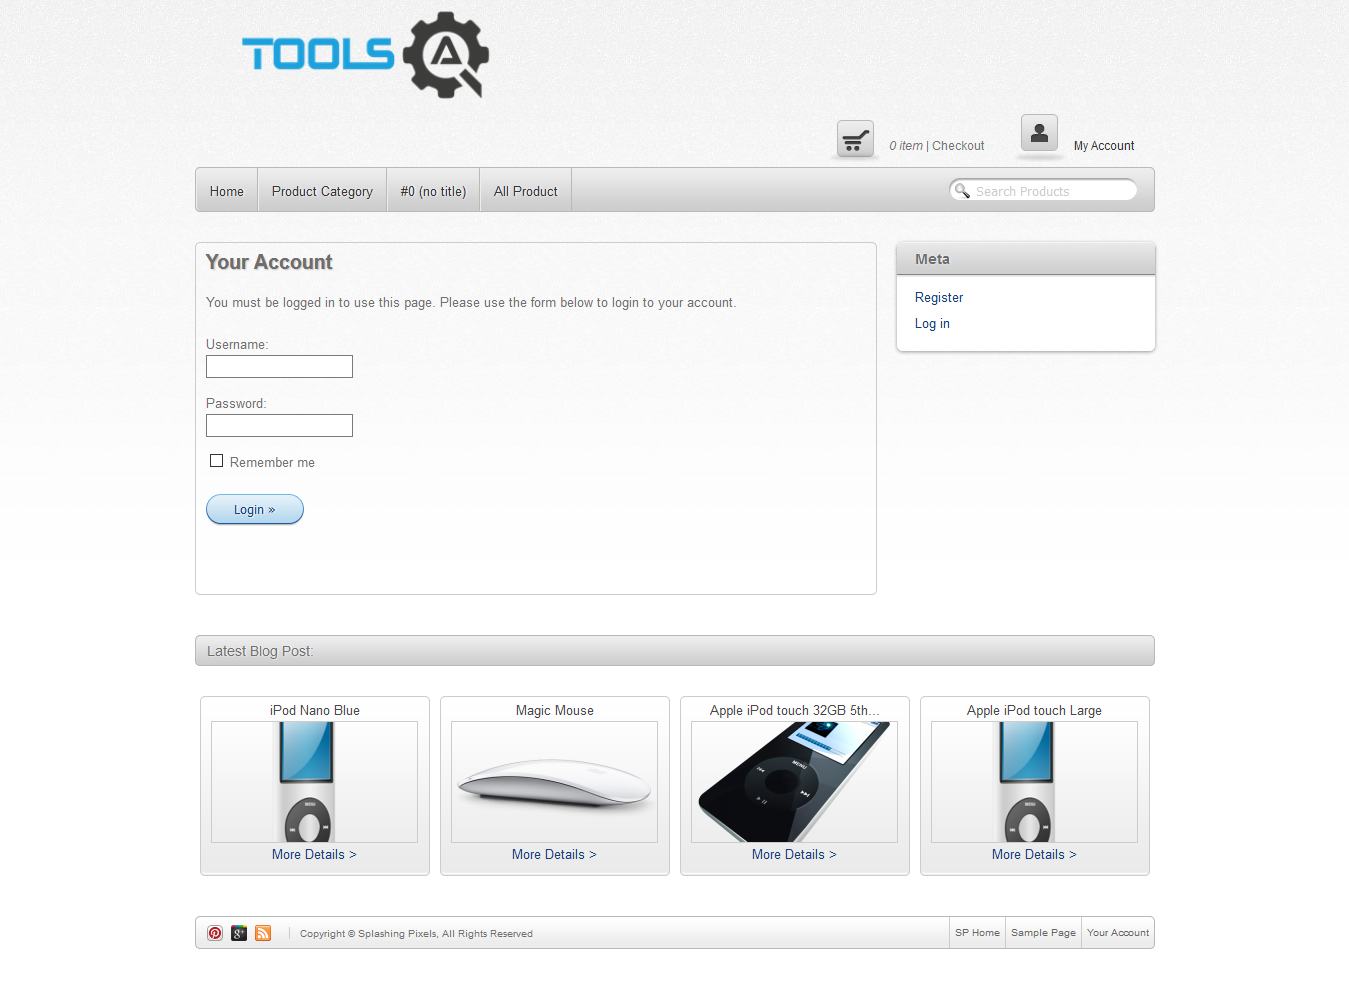 TOOLS QA
0 item | Checkout
My Account
Home
Product Category
#0 (no title)
All Product
Search Products
Your Account
You must be logged in to use this page. Please use the form below to login to your account.
Username:
Password:
Remember me
Login »
Meta
Register
Log in
Latest Blog Post:
iPod Nano Blue
MENU
More Details >
Magic Mouse
More Details >
Apple iPod touch 32GB 5th...
MENU
More Details >
Apple iPod touch Large
MENU
More Details >
g+
Copyright © Splashing Pixels, All Rights Reserved
SP Home
Sample Page
Your Account